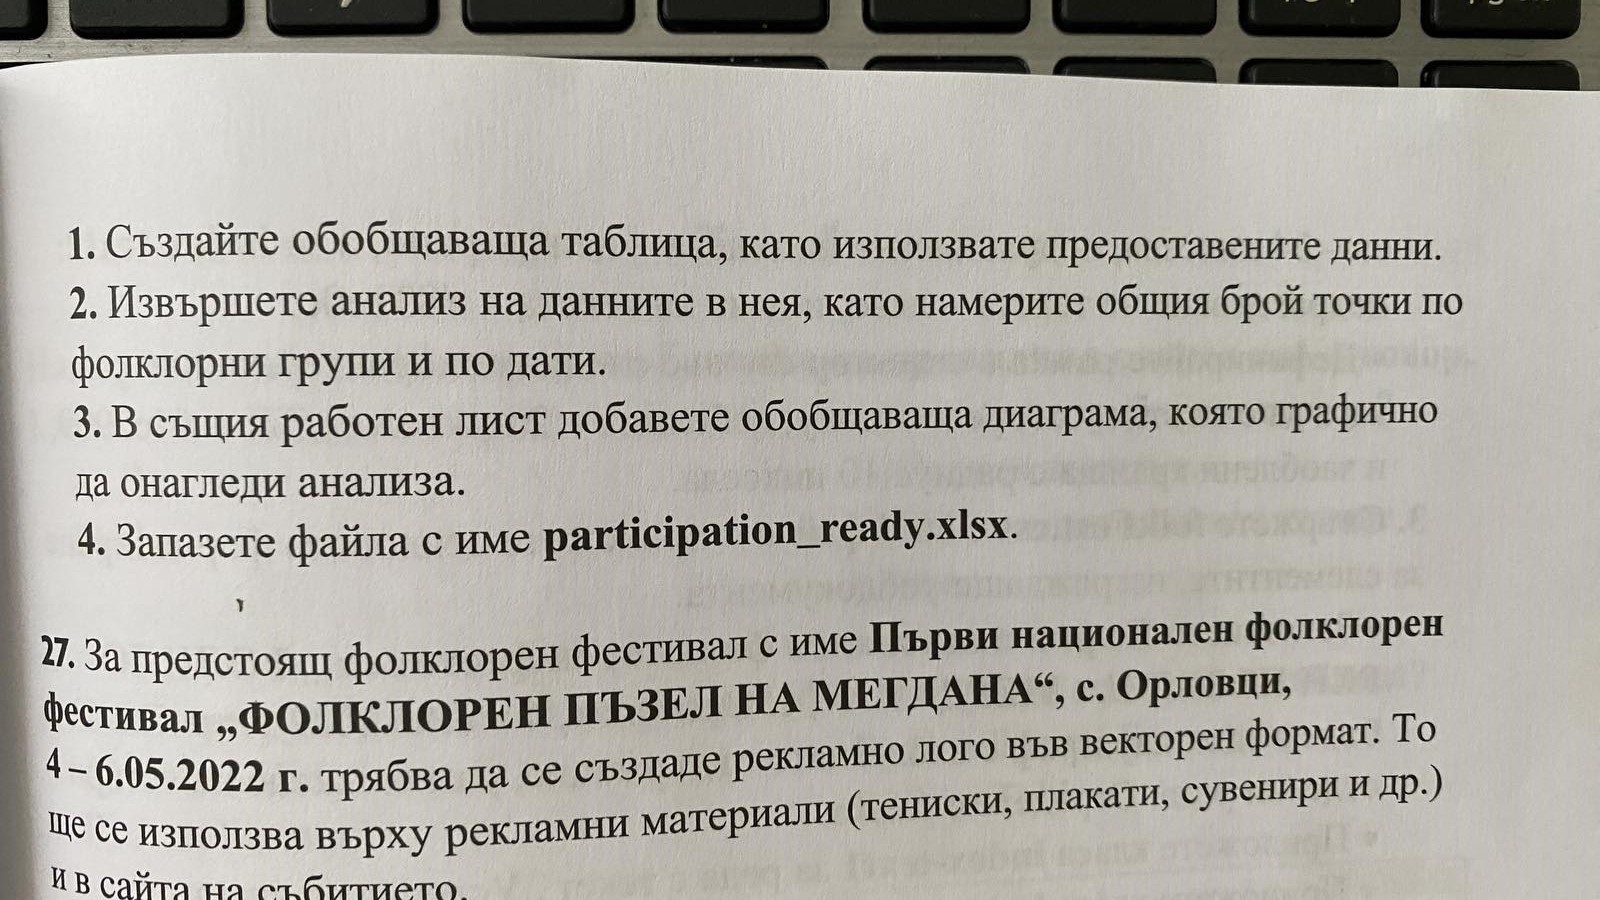 1. Създайте обобщаваща таблица, като използвате предоставените данни.
2. Извършете анализ на данните в нея, като намерите общия брой точки по
фолклорни групи и по дати.
3. В същия работен лист добавете обобщаваща диаграма, която графично
да онагледи анализа.
4. Запазете файла с име participation_ready.xlsx.
27. За предстоящ фолклорен фестивал с име Първи национален фолклорен
фестивал „ФОЛКЛОРЕН ПЪЗЕЛ НА МЕГДАНА“, с. Орловци,
4 – 6.05.2022 г. трябва да се създаде рекламно лого във векторен формат. То
ще се използва върху рекламни материали (тениски, плакати, сувенири и др.)
и в сайта на събитието.